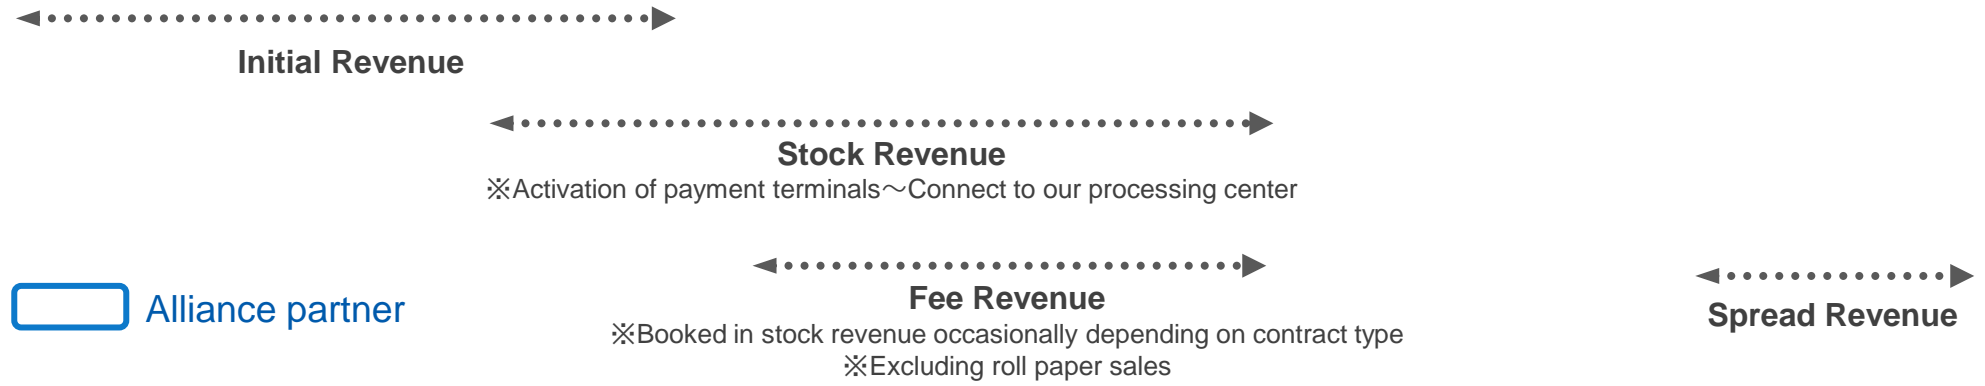 Initial Revenue
Stock Revenue
※Activation of payment terminals～Connect to our processing center
Alliance partner
Fee Revenue
※Booked in stock revenue occasionally depending on contract type
※Excluding roll paper sales
Spread Revenue